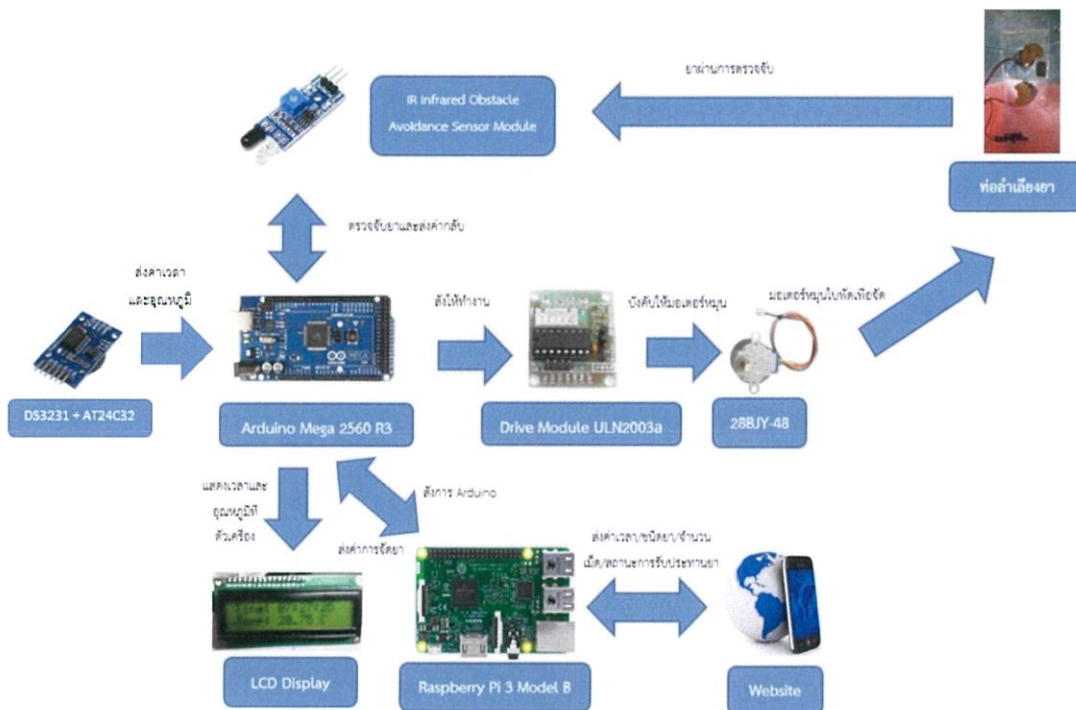 ยาผ่านการตรวจจับ
IR Infrared Obstacle
Avoidance Sensor Module
ท่อลำเลียงยา
ตรวจจับยาและส่งค่ากลับ
ส่งค่าเวลา
และอุณหภูมิ
สั่งให้ทำงาน
บังคับให้มอเตอร์หมุน
มอเตอร์หมุนใบพัดเพื่อจัด
DS3231 + AT24C32
Arduino Mega 2560 R3
Drive Module ULN2003a
28BJY-48
แสดงเวลาและ
อุณหภูมิที่
ตัวเครื่อง
สั่งการ Arduino
ส่งค่าการจัดยา
ส่งค่าเวลา/ชนิดยา/จำนวน
เม็ด/สถานะการรับประทานยา
Time: 07:27:26
Temp: 28.75 C
LCD Display
Raspberry Pi 3 Model B
Website